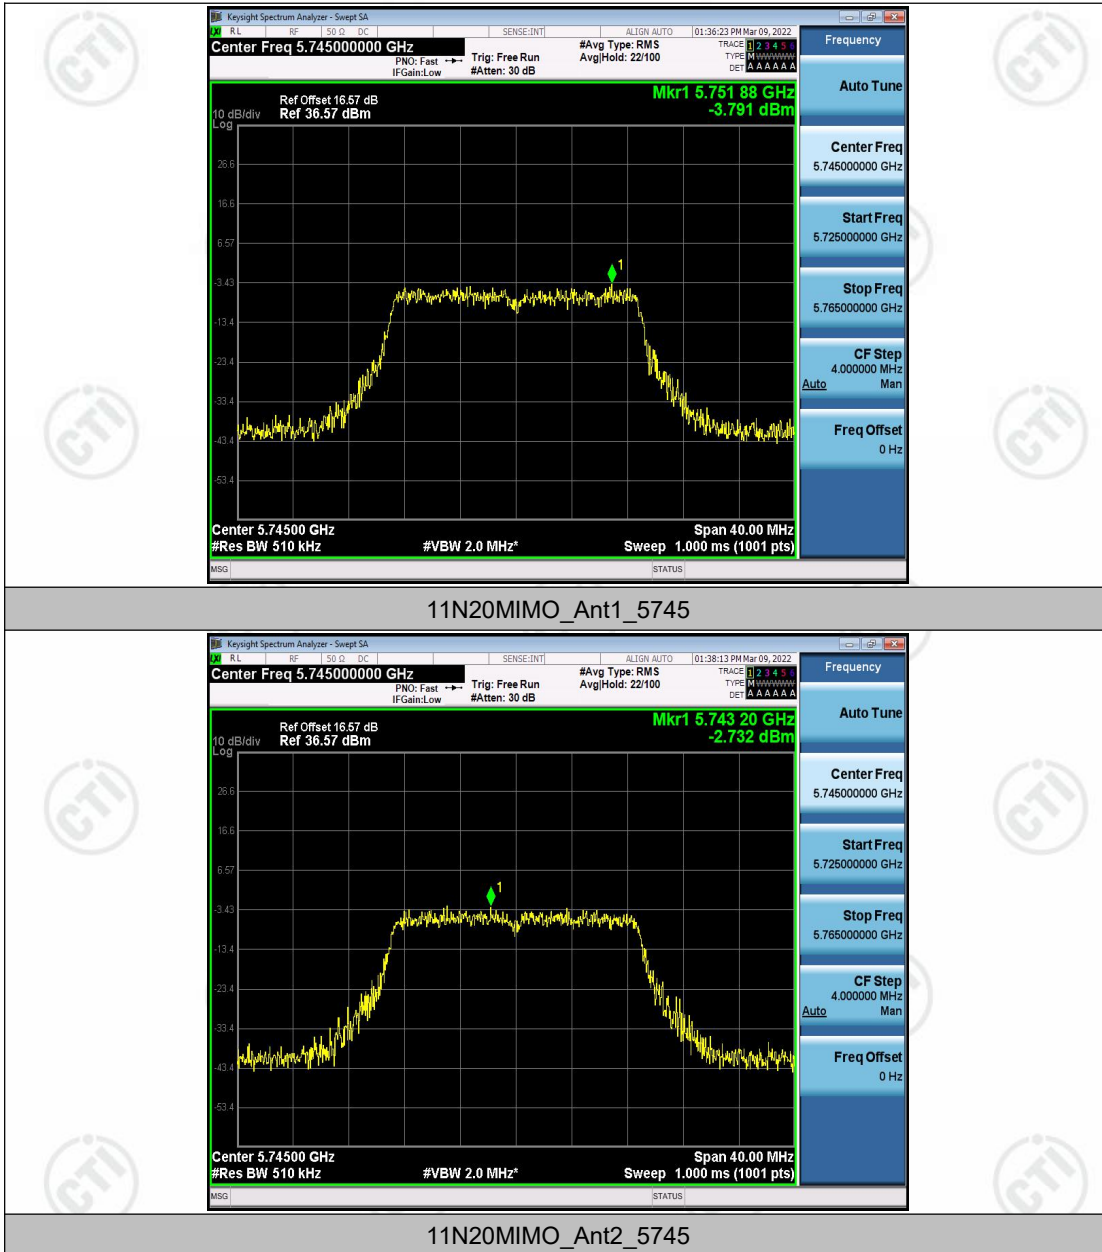 Keysight Spectrum Analyzer - Swept SA
LXI RL RF 50 Ω DC SENSE:INT ALIGN AUTO 01:36:23 PM Mar 09, 2022
Center Freq 5.745000000 GHz
PNO: Fast
IFGain:Low
Trig: Free Run
#Atten: 30 dB
#Avg Type: RMS
Avg|Hold: 22/100
TRACE 1 2 3 4 5 6
TYPE M WWWWW
DET A A A A A A
Mkr1 5.751 88 GHz
-3.791 dBm
Ref Offset 16.57 dB
10 dB/div Ref 36.57 dBm
Log
26.6
16.6
6.57
-3.43
-13.4
-23.4
-33.4
-43.4
-53.4
1
Center 5.74500 GHz Span 40.00 MHz
#Res BW 510 kHz #VBW 2.0 MHz* Sweep 1.000 ms (1001 pts)
MSG STATUS
Frequency
Auto Tune
Center Freq
5.745000000 GHz
Start Freq
5.725000000 GHz
Stop Freq
5.765000000 GHz
CF Step
4.000000 MHz
Auto Man
Freq Offset
0 Hz
11N20MIMO_Ant1_5745
Keysight Spectrum Analyzer - Swept SA
LXI RL RF 50 Ω DC SENSE:INT ALIGN AUTO 01:38:13 PM Mar 09, 2022
Center Freq 5.745000000 GHz
PNO: Fast
IFGain:Low
Trig: Free Run
#Atten: 30 dB
#Avg Type: RMS
Avg|Hold: 22/100
TRACE 1 2 3 4 5 6
TYPE M WWWWW
DET A A A A A A
Mkr1 5.743 20 GHz
-2.732 dBm
Ref Offset 16.57 dB
10 dB/div Ref 36.57 dBm
Log
26.6
16.6
6.57
-3.43
-13.4
-23.4
-33.4
-43.4
-53.4
1
Center 5.74500 GHz Span 40.00 MHz
#Res BW 510 kHz #VBW 2.0 MHz* Sweep 1.000 ms (1001 pts)
MSG STATUS
Frequency
Auto Tune
Center Freq
5.745000000 GHz
Start Freq
5.725000000 GHz
Stop Freq
5.765000000 GHz
CF Step
4.000000 MHz
Auto Man
Freq Offset
0 Hz
11N20MIMO_Ant2_5745
CTI
CTI
CTI
CTI
CTI
CTI
CTI
CTI